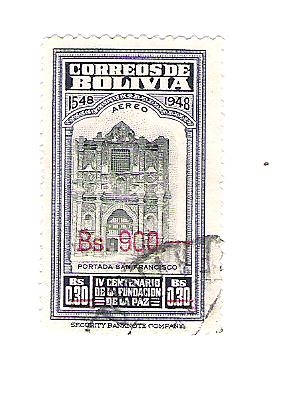 CORREOS DE
BOLIVIA
1548 1948
AEREO
Bs. 900
PORTADA SAN FRANCISCO
BS 0.30
IV CENTENARIO
DE LA FUNDACION
DE LA PAZ
BS 0.30
SECURITY BANKNOTE COMPANY.